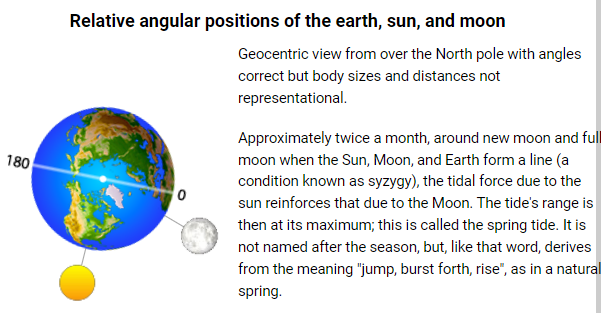 Relative angular positions of the earth, sun, and moon
Geocentric view from over the North pole with angles
correct but body sizes and distances not
representational.
Approximately twice a month, around new moon and full
moon when the Sun, Moon, and Earth form a line (a
condition known as syzygy), the tidal force due to the
sun reinforces that due to the Moon. The tide's range is
then at its maximum; this is called the spring tide. It is
not named after the season, but, like that word, derives
from the meaning "jump, burst forth, rise", as in a natural
spring.
180
0